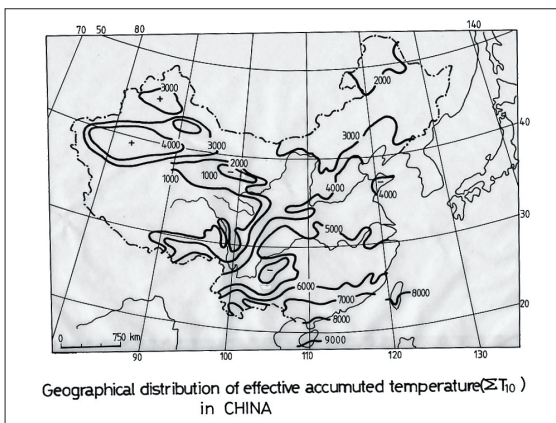 70 50 80 140
3000 2000
40
4000 3000 3000
1000 1000 2000
4000 4000
30
5000
6000
7000 8000
8000
20
9000
0 750 km
90 100 110 120 130
Geographical distribution of effective accumuted temperature(ΣT10)
in CHINA